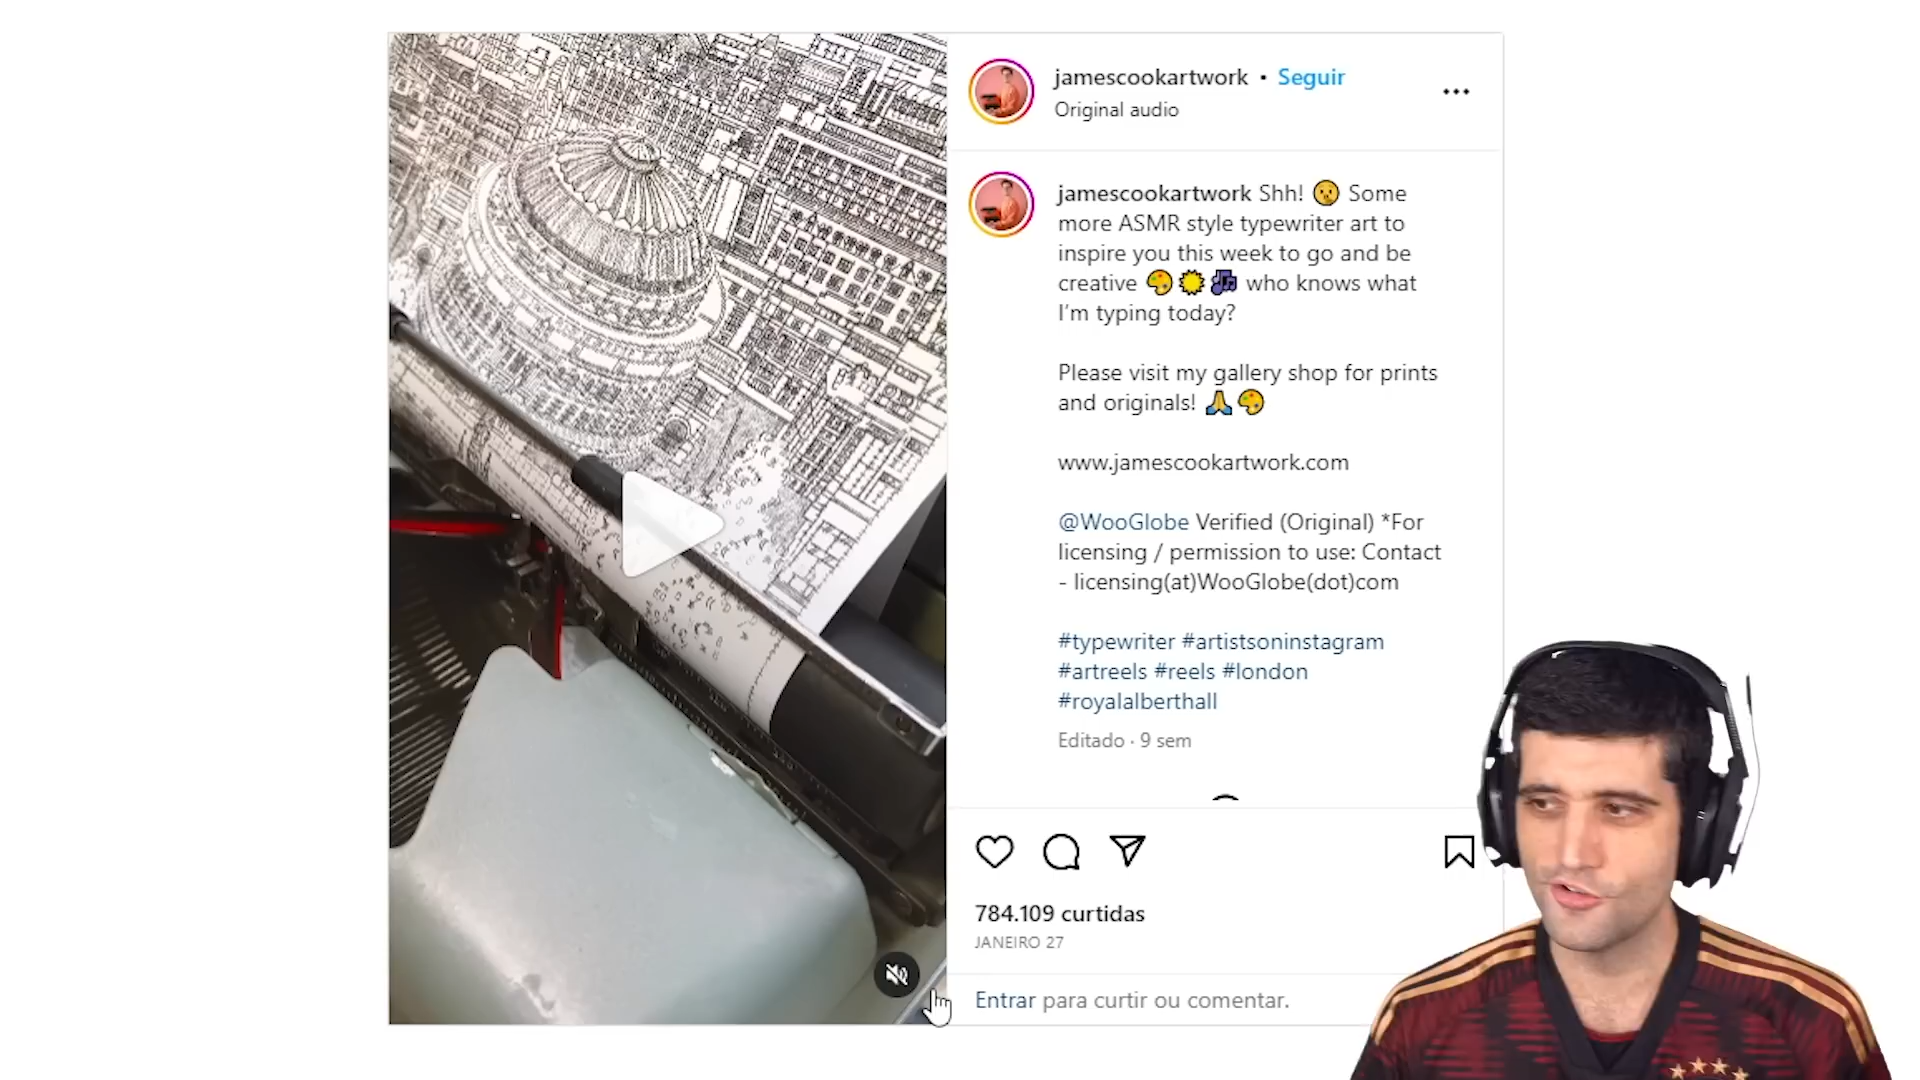 jamescookartwork • Seguir
Original audio
jamescookartwork Shh! 🤫 Some
more ASMR style typewriter art to
inspire you this week to go and be
creative 🎨☀️🎶 who knows what
I’m typing today?
Please visit my gallery shop for prints
and originals! 🙏🎨
www.jamescookartwork.com
@WooGlobe Verified (Original) *For
licensing / permission to use: Contact
- licensing(at)WooGlobe(dot)com
#typewriter #artistsoninstagram
#artreels #reels #london
#royalalberthall
Editado · 9 sem
784.109 curtidas
JANEIRO 27
Entrar para curtir ou comentar.